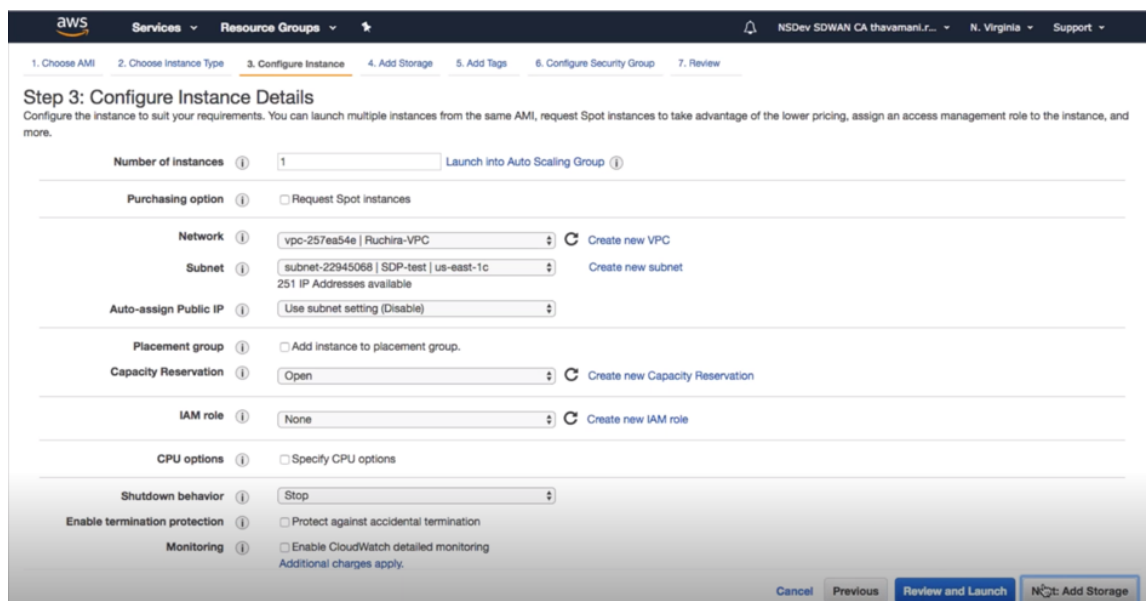 aws Services Resource Groups NSDev SDWAN CA thavamani.r... N. Virginia Support
1. Choose AMI 2. Choose Instance Type 3. Configure Instance 4. Add Storage 5. Add Tags 6. Configure Security Group 7. Review
Step 3: Configure Instance Details
Configure the instance to suit your requirements. You can launch multiple instances from the same AMI, request Spot instances to take advantage of the lower pricing, assign an access management role to the instance, and
more.
Number of instances 1 Launch into Auto Scaling Group
Purchasing option Request Spot instances
Network vpc-257ea54e | Ruchira-VPC Create new VPC
Subnet subnet-22945068 | SDP-test | us-east-1c Create new subnet
251 IP Addresses available
Auto-assign Public IP Use subnet setting (Disable)
Placement group Add instance to placement group.
Capacity Reservation Open Create new Capacity Reservation
IAM role None Create new IAM role
CPU options Specify CPU options
Shutdown behavior Stop
Enable termination protection Protect against accidental termination
Monitoring Enable CloudWatch detailed monitoring
Additional charges apply.
Cancel Previous Review and Launch Next: Add Storage